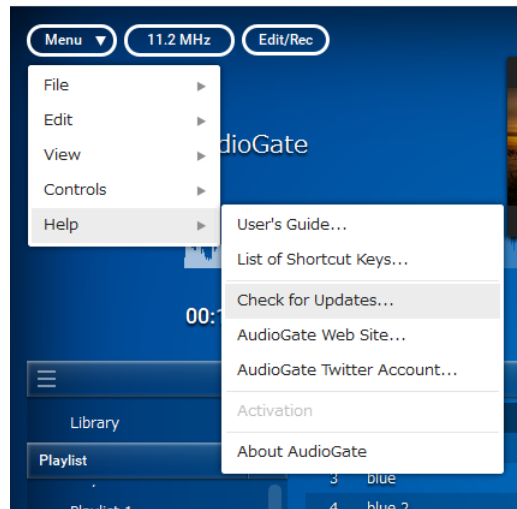 Menu ▼ 11.2 MHz Edit/Rec
File
Edit
View
dioGate
Controls
Help
User's Guide...
List of Shortcut Keys...
Check for Updates...
00:
AudioGate Web Site...
AudioGate Twitter Account...
Activation
Library
About AudioGate
Playlist
3 blue
4 blue 2
Playlist 1